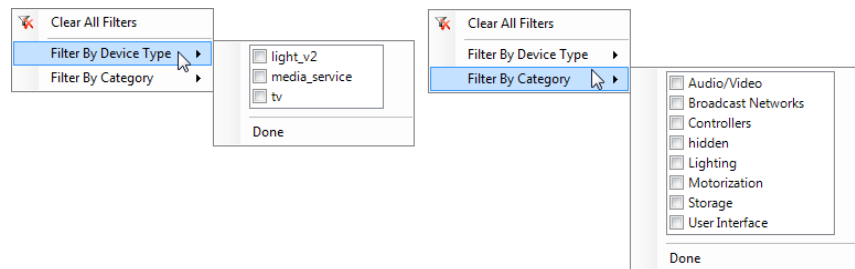 Clear All Filters
Filter By Device Type
Filter By Category
light_v2
media_service
tv
Done
Clear All Filters
Filter By Device Type
Filter By Category
Audio/Video
Broadcast Networks
Controllers
hidden
Lighting
Motorization
Storage
User Interface
Done